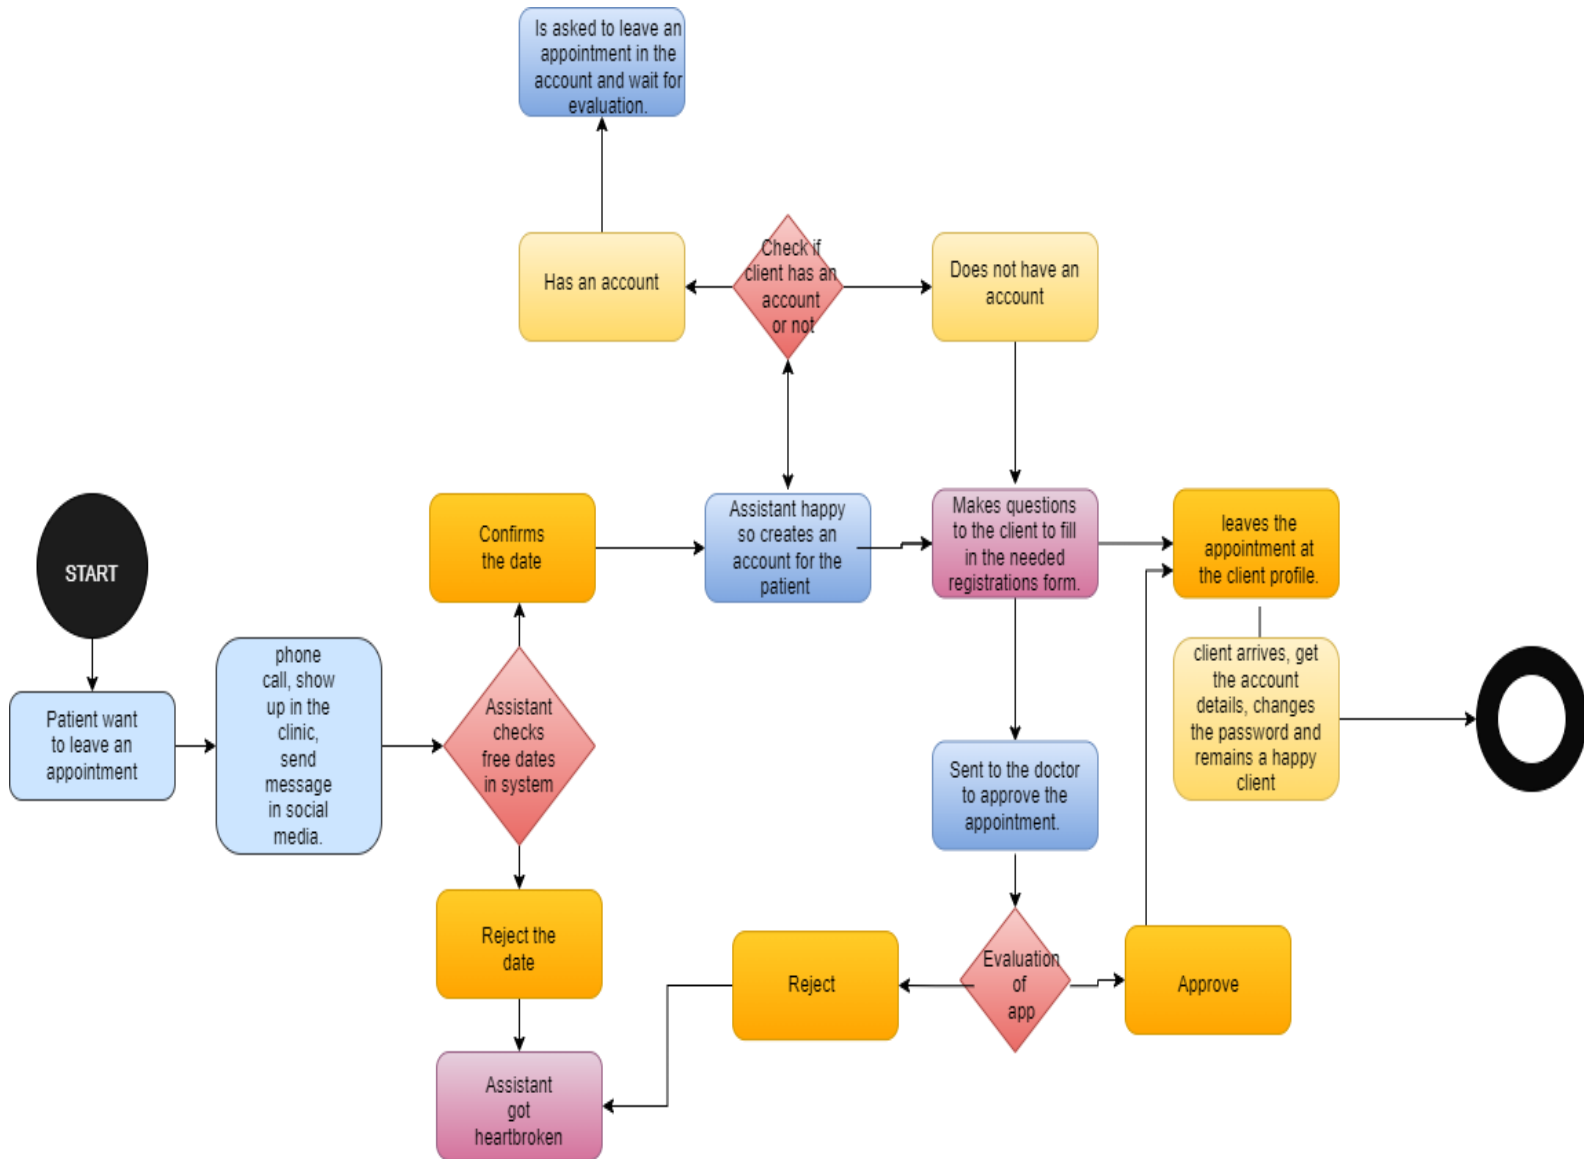 Is asked to leave an
appointment in the
account and wait for
evaluation.
Has an account
Check if
client has an
account
or not
Does not have an
account
START
Confirms
the date
Assistant happy
so creates an
account for the
patient
Makes questions
to the client to fill
in the needed
registrations form.
leaves the
appointment at
the client profile.
Patient want
to leave an
appointment
phone
call, show
up in the
clinic,
send
message
in social
media.
Assistant
checks
free dates
in system
client arrives, get
the account
details, changes
the password and
remains a happy
client
Sent to the doctor
to approve the
appointment.
Reject the
date
Reject
Evaluation
of
app
Approve
Assistant
got
heartbroken